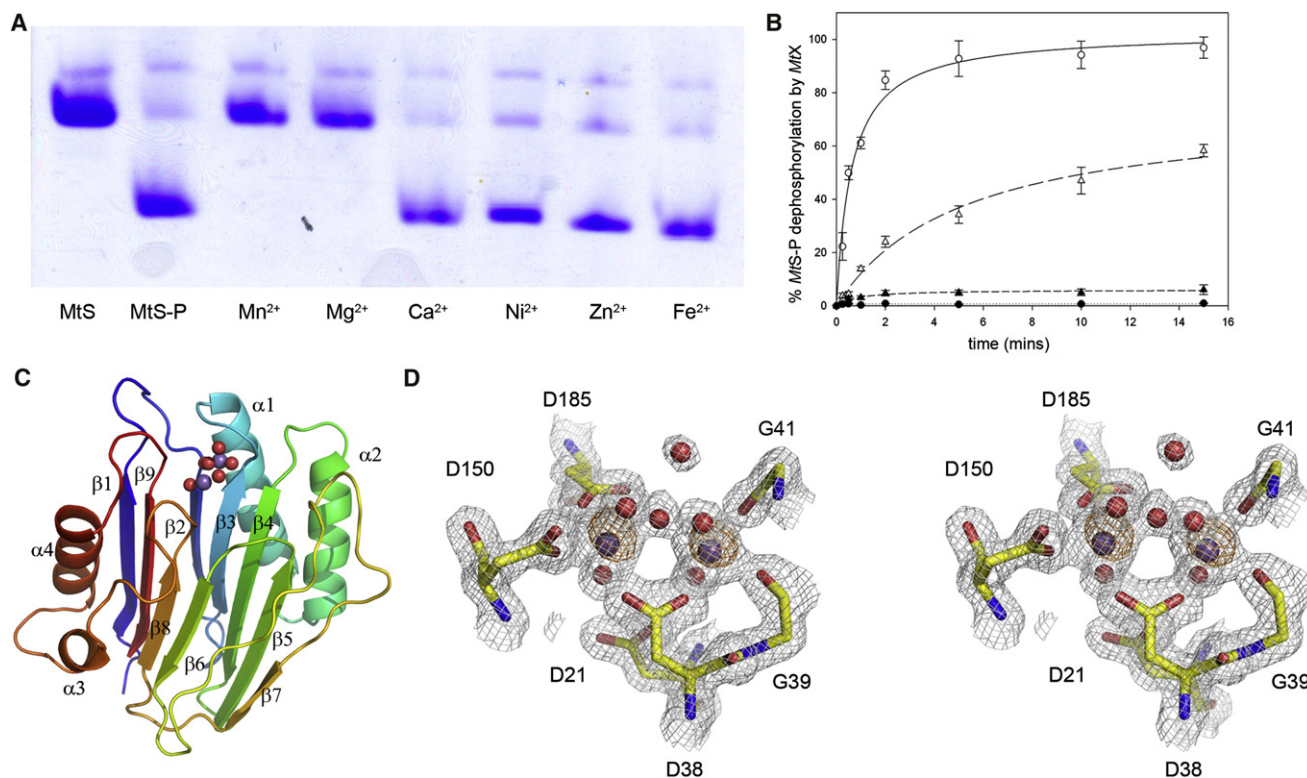 A
MtS MtS-P Mn²⁺ Mg²⁺ Ca²⁺ Ni²⁺ Zn²⁺ Fe²⁺
B
% MtS-P dephosphorylation by MtX
100
80
60
40
20
0
0 2 4 6 8 10 12 14 16
time (mins)
C
α1
α2
β1
β9
β2
β3
β4
α4
β8
β6
β5
α3
β7
D
D185
G41
D150
D21
G39
D38
D185
G41
D150
D21
G39
D38